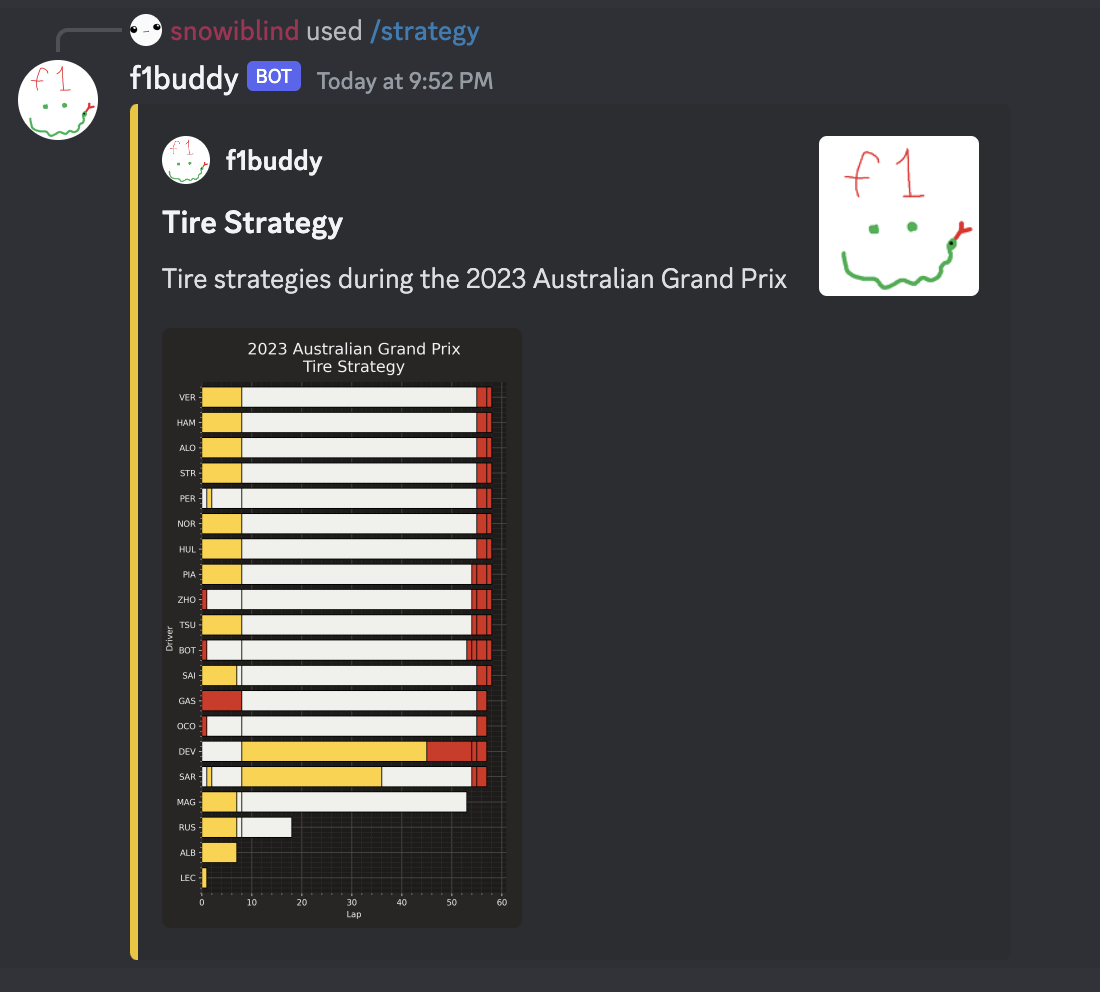 snowiblind used /strategy
f1
f1buddy BOT Today at 9:52 PM
f1
f1buddy
f1
Tire Strategy
Tire strategies during the 2023 Australian Grand Prix
2023 Australian Grand Prix
Tire Strategy
VER
HAM
ALO
STR
PER
NOR
HUL
PIA
ZHO
TSU
BOT
SAI
GAS
OCO
DEV
SAR
MAG
RUS
ALB
LEC
Driver
0 10 20 30 40 50 60
Lap